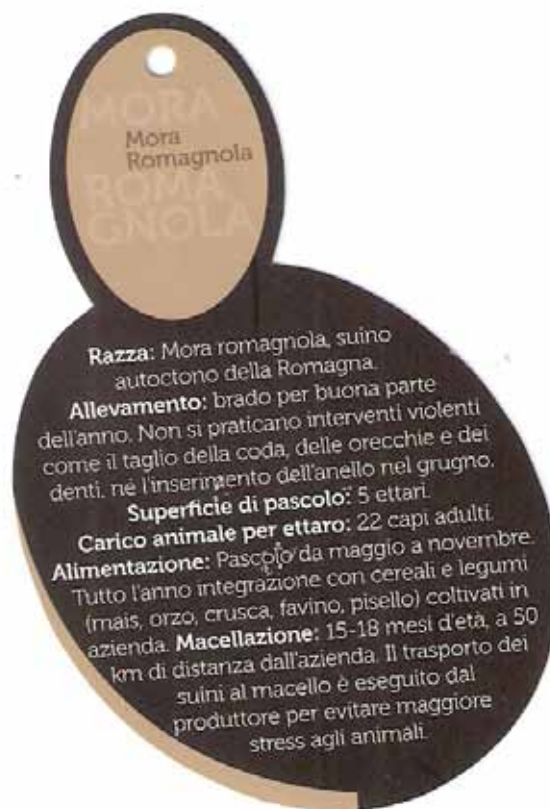 MORA
Mora
Romagnola
ROMA
GNOLA
Razza: Mora romagnola, suino
autoctono della Romagna.
Allevamento: brado per buona parte
dell'anno. Non si praticano interventi violenti
come il taglio della coda, delle orecchie e dei
denti, né l'inserimento dell'anello nel grugno.
Superficie di pascolo: 5 ettari.
Carico animale per ettaro: 22 capi adulti.
Alimentazione: Pascolo da maggio a novembre.
Tutto l'anno integrazione con cereali e legumi
(mais, orzo, crusca, favino, pisello) coltivati in
azienda. Macellazione: 15-18 mesi d'età, a 50
km di distanza dall'azienda. Il trasporto dei
suini al macello è eseguito dal
produttore per evitare maggiore
stress agli animali.